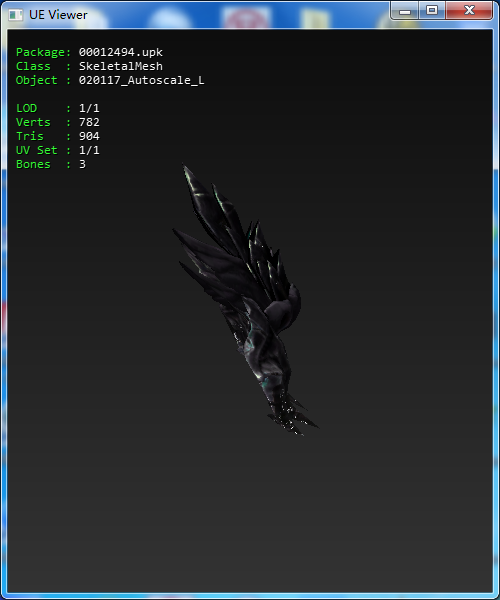 UE Viewer
Package: 00012494.upk
Class : SkeletalMesh
Object : 020117_Autoscale_L
LOD : 1/1
Verts : 782
Tris : 904
UV Set : 1/1
Bones : 3